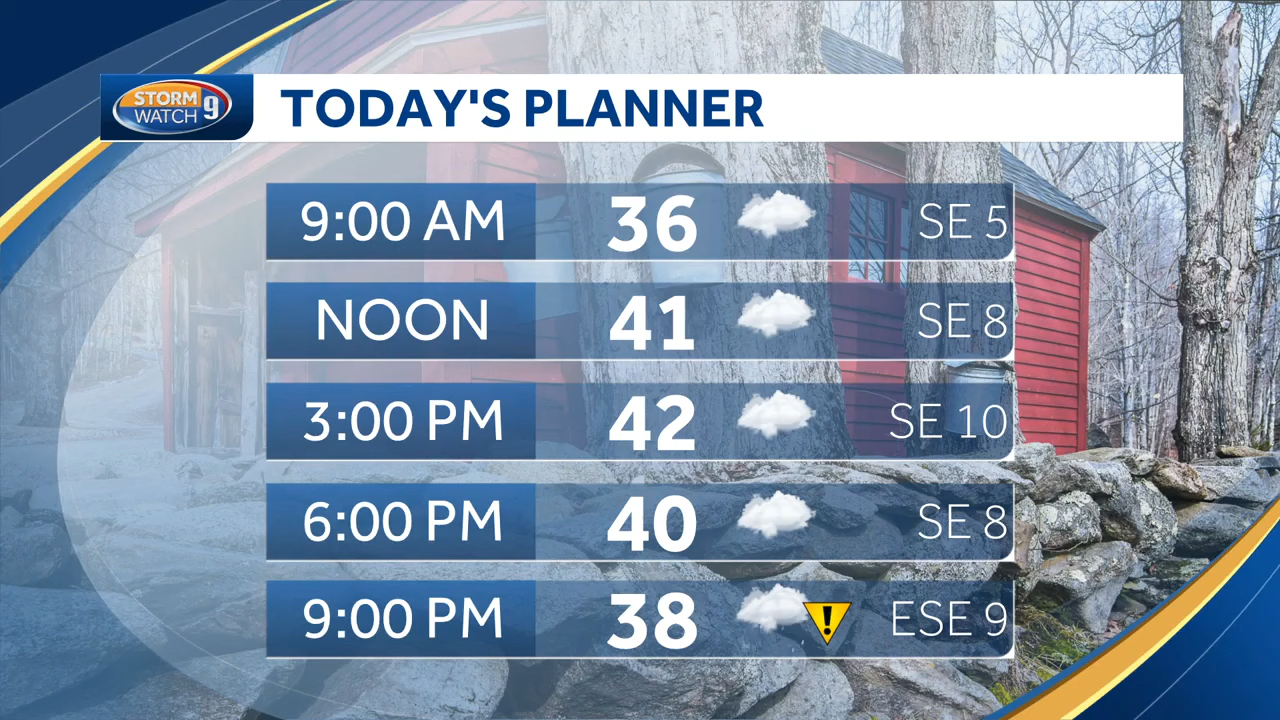 STORM
WATCH 9
TODAY'S PLANNER
9:00 AM 36 SE 5
NOON 41 SE 8
3:00 PM 42 SE 10
6:00 PM 40 SE 8
9:00 PM 38 ! ESE 9